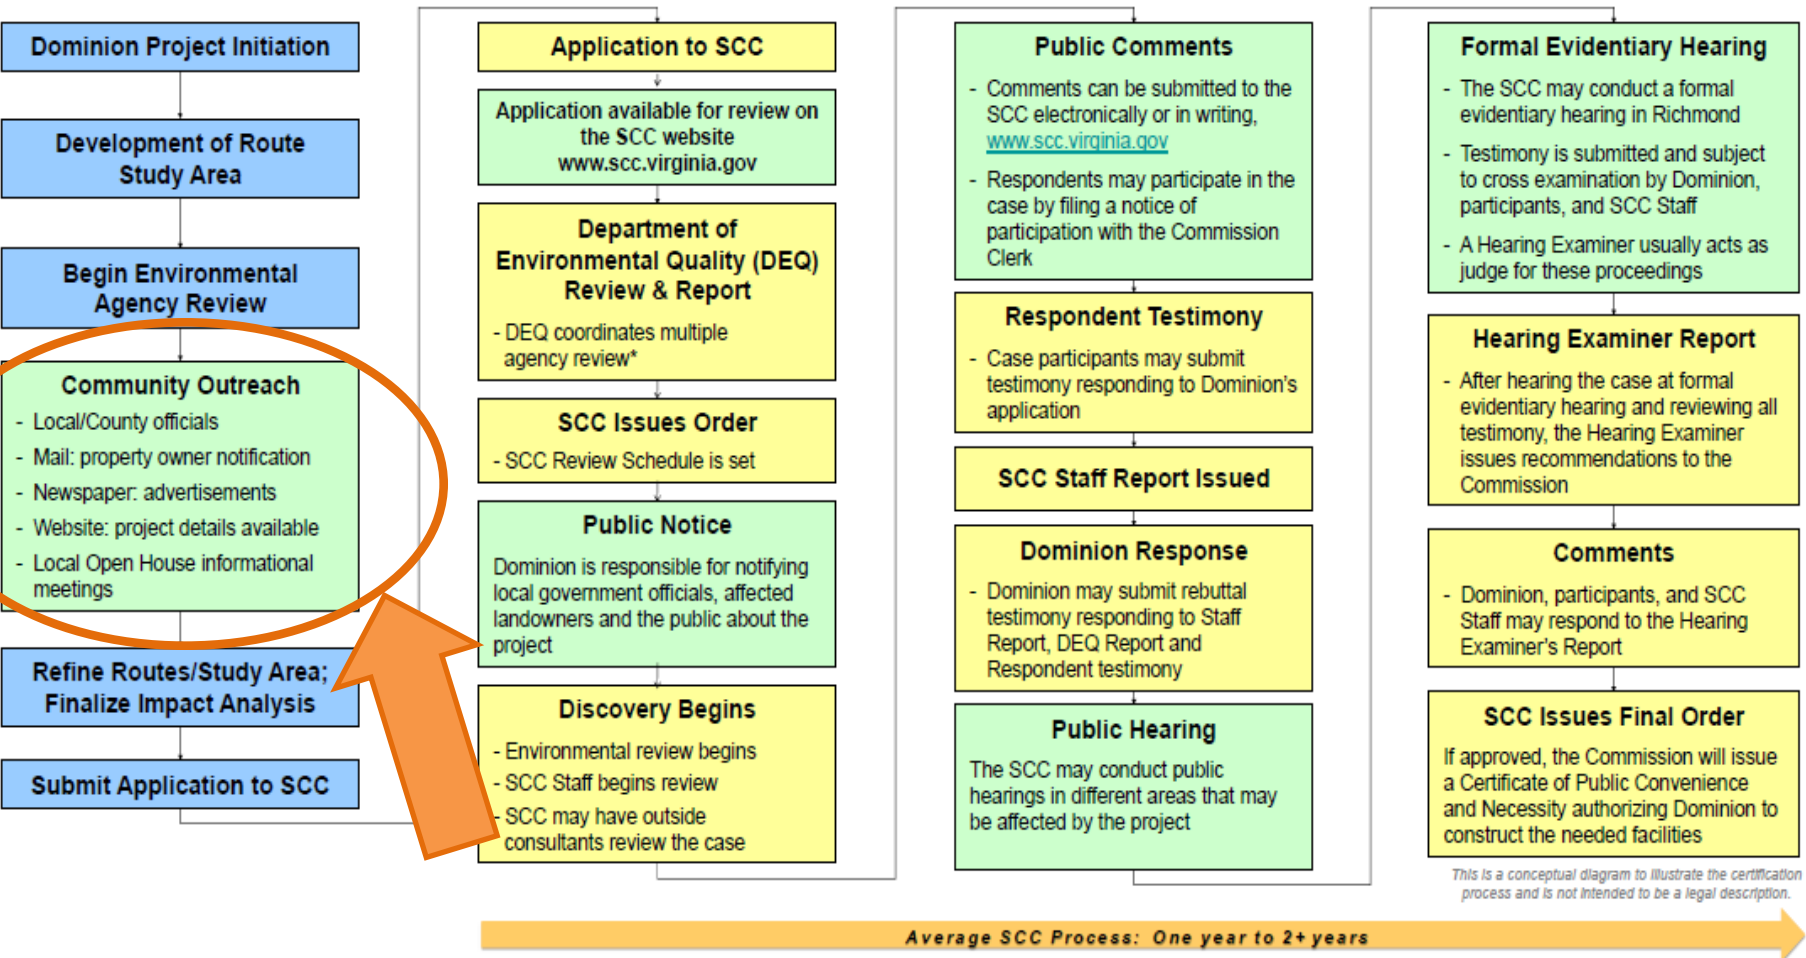 Dominion Project Initiation
Development of Route
Study Area
Begin Environmental
Agency Review
Community Outreach
- Local/County officials
- Mail: property owner notification
- Newspaper: advertisements
- Website: project details available
- Local Open House informational
meetings
Refine Routes/Study Area;
Finalize Impact Analysis
Submit Application to SCC
Application to SCC
Application available for review on
the SCC website
www.scc.virginia.gov
Department of
Environmental Quality (DEQ)
Review & Report
- DEQ coordinates multiple
agency review*
SCC Issues Order
- SCC Review Schedule is set
Public Notice
Dominion is responsible for notifying
local government officials, affected
landowners and the public about the
project
Discovery Begins
- Environmental review begins
- SCC Staff begins review
- SCC may have outside
consultants review the case
Public Comments
- Comments can be submitted to the
SCC electronically or in writing,
www.scc.virginia.gov
- Respondents may participate in the
case by filing a notice of
participation with the Commission
Clerk
Respondent Testimony
- Case participants may submit
testimony responding to Dominion's
application
SCC Staff Report Issued
Dominion Response
- Dominion may submit rebuttal
testimony responding to Staff
Report, DEQ Report and
Respondent testimony
Public Hearing
The SCC may conduct public
hearings in different areas that may
be affected by the project
Formal Evidentiary Hearing
- The SCC may conduct a formal
evidentiary hearing in Richmond
- Testimony is submitted and subject
to cross examination by Dominion,
participants, and SCC Staff
- A Hearing Examiner usually acts as
judge for these proceedings
Hearing Examiner Report
- After hearing the case at formal
evidentiary hearing and reviewing all
testimony, the Hearing Examiner
issues recommendations to the
Commission
Comments
- Dominion, participants, and SCC
Staff may respond to the Hearing
Examiner's Report
SCC Issues Final Order
If approved, the Commission will issue
a Certificate of Public Convenience
and Necessity authorizing Dominion to
construct the needed facilities
This is a conceptual diagram to illustrate the certification
process and is not intended to be a legal description.
Average SCC Process: One year to 2+ years